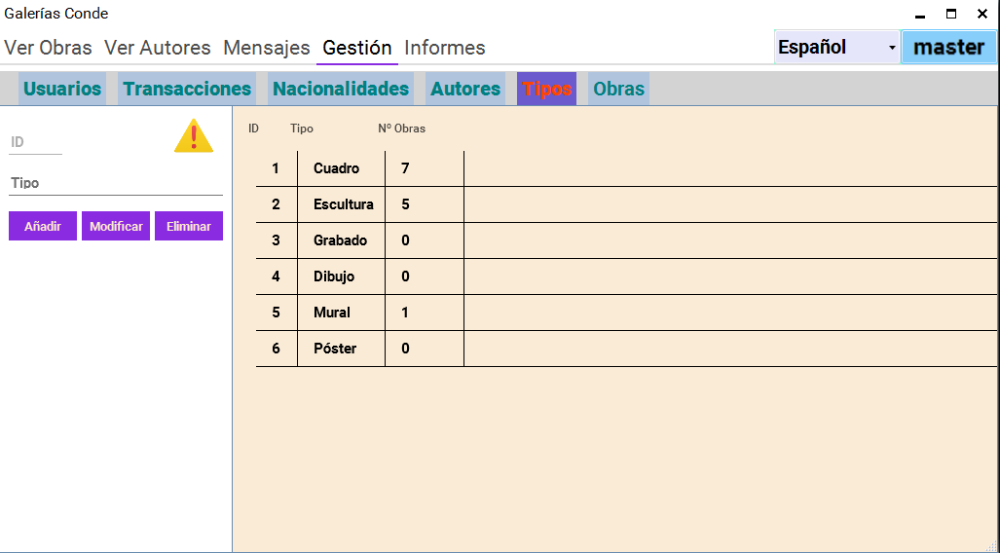 Galerías Conde
Ver Obras Ver Autores Mensajes Gestión Informes Español master
Usuarios Transacciones Nacionalidades Autores Tipos Obras
ID
Tipo
Añadir Modificar Eliminar
ID Tipo Nº Obras
1 Cuadro 7
2 Escultura 5
3 Grabado 0
4 Dibujo 0
5 Mural 1
6 Póster 0